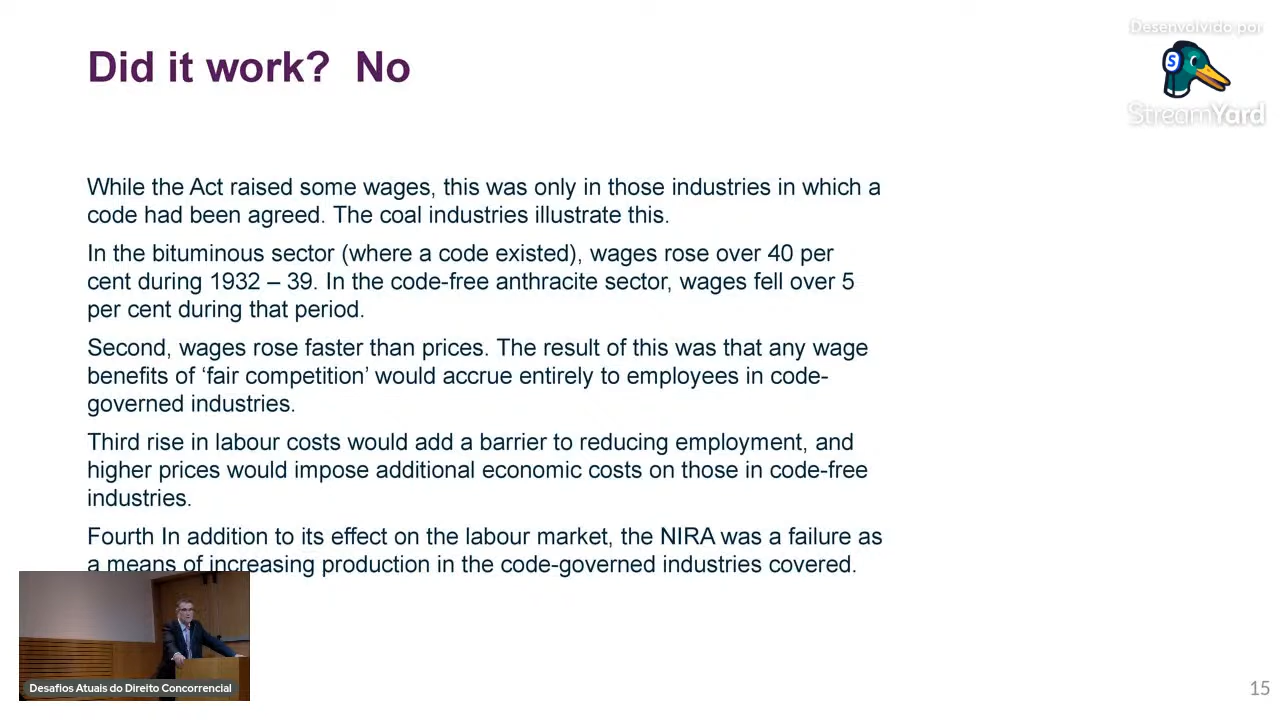 Did it work?  No
Desenvolvido por
S
StreamYard
While the Act raised some wages, this was only in those industries in which a
code had been agreed. The coal industries illustrate this.
In the bituminous sector (where a code existed), wages rose over 40 per
cent during 1932 – 39. In the code-free anthracite sector, wages fell over 5
per cent during that period.
Second, wages rose faster than prices. The result of this was that any wage
benefits of ‘fair competition’ would accrue entirely to employees in code-
governed industries.
Third rise in labour costs would add a barrier to reducing employment, and
higher prices would impose additional economic costs on those in code-free
industries.
Fourth In addition to its effect on the labour market, the NIRA was a failure as
a means of increasing production in the code-governed industries covered.
Desafios Atuais do Direito Concorrencial
15